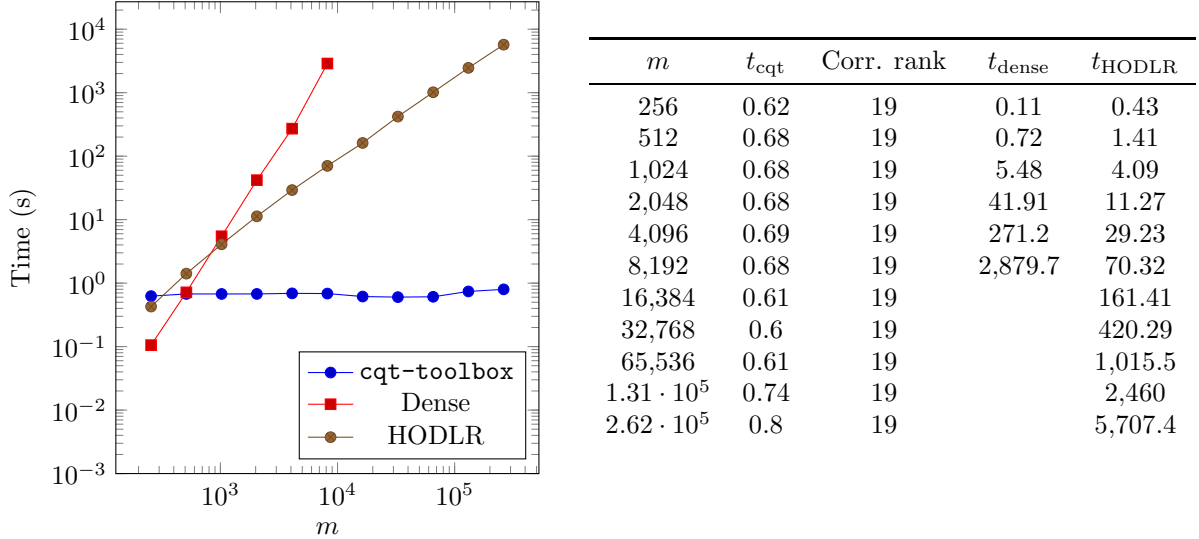 10^4
10^3
10^2
10^1
10^0
10^−1
10^−2
10^−3
Time (s)
10^3 10^4 10^5
m
cqt-toolbox
Dense
HODLR
m t_cqt Corr. rank t_dense t_HODLR
256 0.62 19 0.11 0.43
512 0.68 19 0.72 1.41
1,024 0.68 19 5.48 4.09
2,048 0.68 19 41.91 11.27
4,096 0.69 19 271.2 29.23
8,192 0.68 19 2,879.7 70.32
16,384 0.61 19 161.41
32,768 0.6 19 420.29
65,536 0.61 19 1,015.5
1.31 · 10^5 0.74 19 2,460
2.62 · 10^5 0.8 19 5,707.4